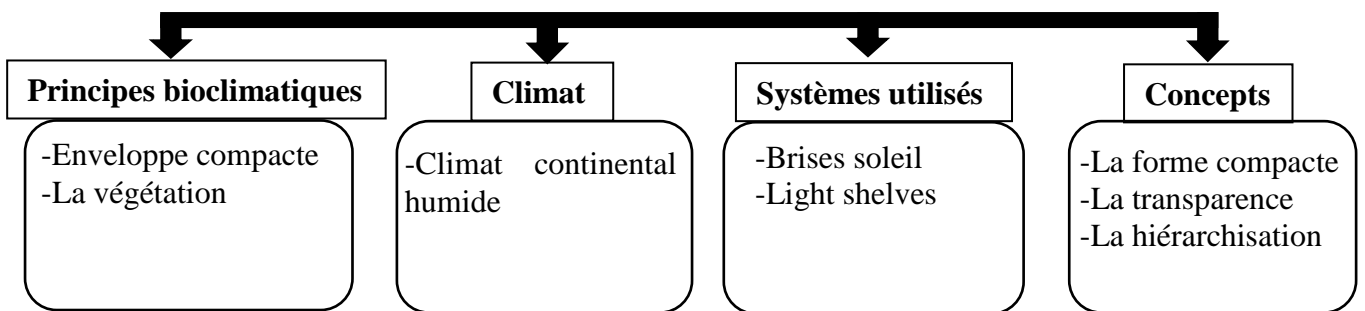 Principes bioclimatiques
-Enveloppe compacte
-La végétation
Climat
-Climat continental
humide
Systèmes utilisés
-Brises soleil
-Light shelves
Concepts
-La forme compacte
-La transparence
-La hiérarchisation